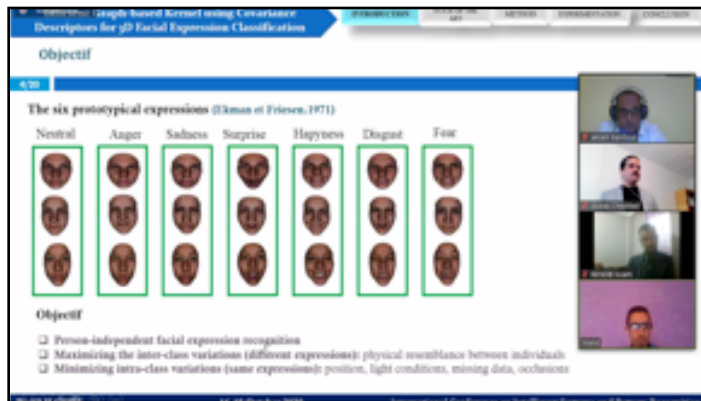 Graph-based Kernel using Covariance
Descriptors for 3D Facial Expression Classification
INTRODUCTION
METHOD
EXPERIMENTATION
CONCLUSION
Objectif
4/20
The six prototypical expressions (Ekman et Friesen, 1971)
Neutral Anger Sadness Surprise Hapyness Disgust Fear
Objectif
Person-independent facial expression recognition
Maximizing the inter-class variations (different expressions): physical resemblance between individuals
Minimizing intra-class variations (same expressions): position, light conditions, missing data, occlusions